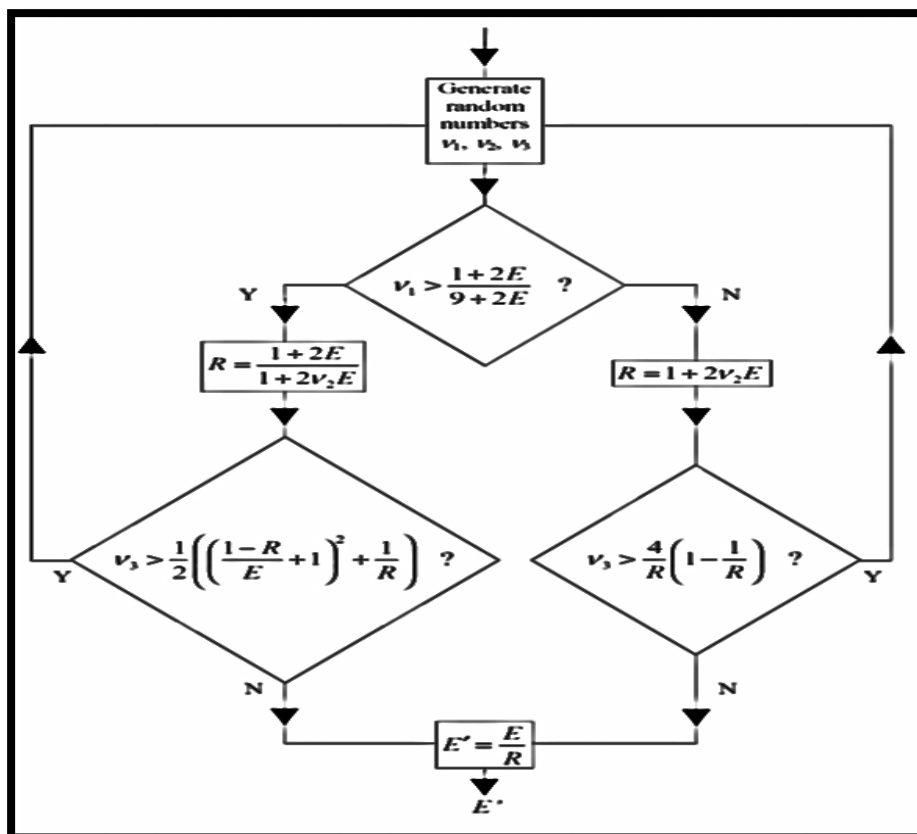 Generate
random
numbers
ν₁, ν₂, ν₃
ν₁ > (1 + 2E)/(9 + 2E) ?
Y
N
R = (1 + 2E)/(1 + 2ν₂E)
R = 1 + 2ν₂E
ν₃ > 1/2 (((1 − R)/E + 1)² + 1/R) ?
ν₃ > 4/R (1 − 1/R) ?
Y
Y
N
N
E' = E/R
E'